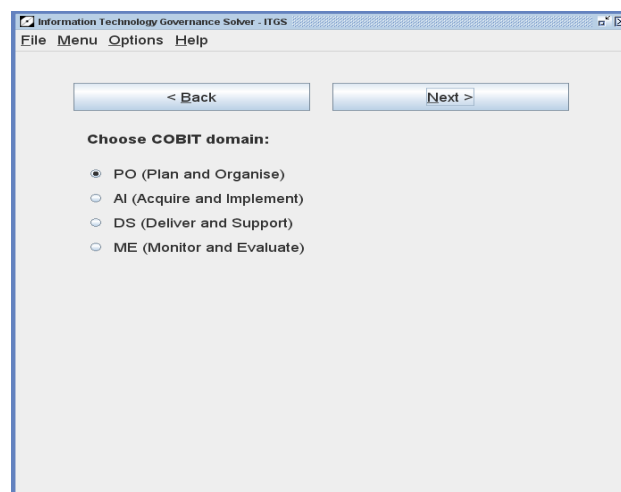 Information Technology Governance Solver - ITGS
File Menu Options Help
< Back Next >
Choose COBIT domain:
PO (Plan and Organise)
AI (Acquire and Implement)
DS (Deliver and Support)
ME (Monitor and Evaluate)